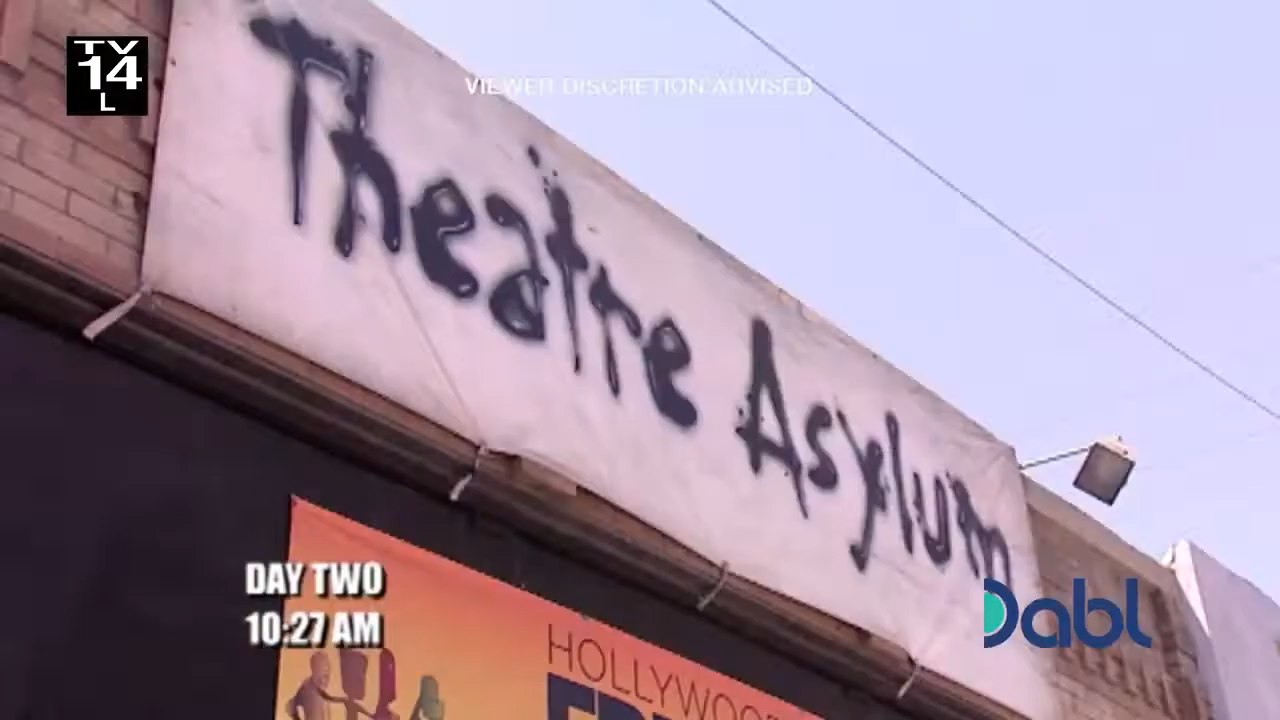 TV
14
L
VIEWER DISCRETION ADVISED
Theatre Asylum
DAY TWO
10:27 AM
HOLLYWOOD
Dabl